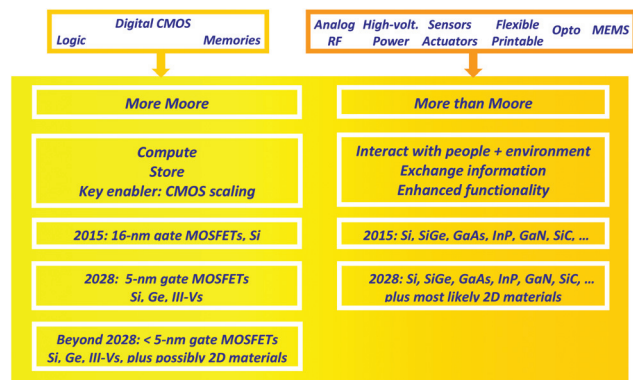 Digital CMOS
Logic Memories
Analog RF
High-volt. Power
Sensors Actuators
Flexible Printable
Opto
MEMS
More Moore
Compute
Store
Key enabler: CMOS scaling
2015: 16-nm gate MOSFETs, Si
2028: 5-nm gate MOSFETs
Si, Ge, III-Vs
Beyond 2028: < 5-nm gate MOSFETs
Si, Ge, III-Vs, plus possibly 2D materials
More than Moore
Interact with people + environment
Exchange information
Enhanced functionality
2015: Si, SiGe, GaAs, InP, GaN, SiC, ...
2028: Si, SiGe, GaAs, InP, GaN, SiC, ...
plus most likely 2D materials